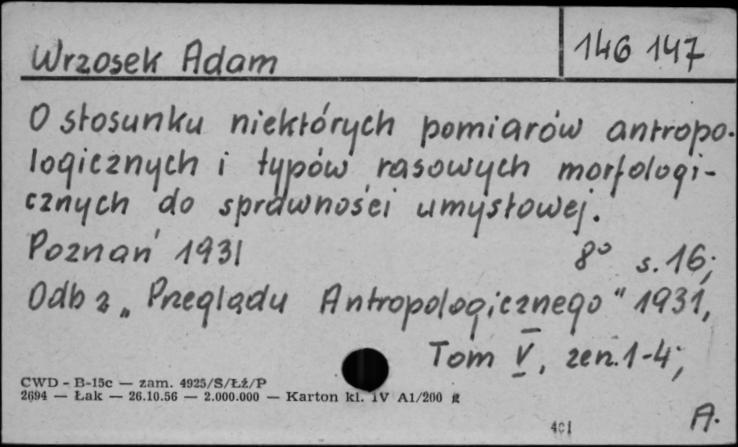 Wrzosek Adam
146 147
O stosunku niektórych pomiarów antropo-
logicznych i typów rasowych morfologi-
cznych do sprawności umysłowej.
Poznań 1931 8° s. 16;
Odb z „Przeglądu Antropologicznego" 1931,
Tom V, zesz. 1-4;
CWD - B-15c — zam. 4925/S/Łź/P
2694 — Łak — 26.10.56 — 2.000.000 — Karton kl. IV A1/200 g
A.